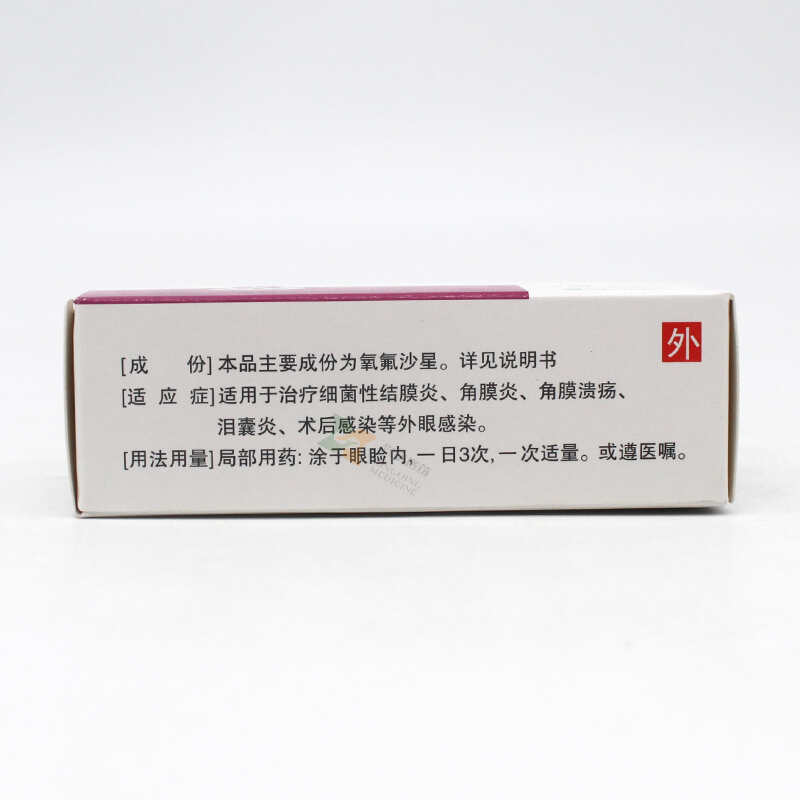 外
[成 份] 本品主要成份为氧氟沙星。详见说明书
[适 应 症] 适用于治疗细菌性结膜炎、角膜炎、角膜溃疡、
泪囊炎、术后感染等外眼感染。
[用法用量] 局部用药: 涂于眼睑内,一日3次,一次适量。或遵医嘱。
MEDICINE